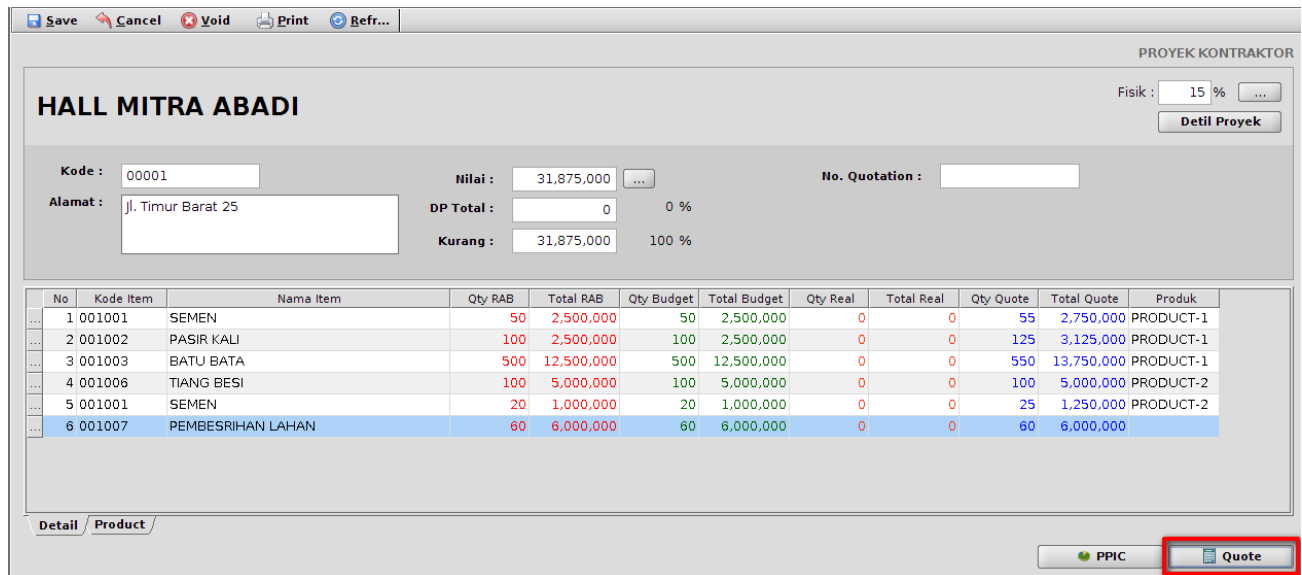 Save Cancel Void Print Refr...
PROYEK KONTRAKTOR
HALL MITRA ABADI
Fisik : 15 % ...
Detil Proyek
Kode : 00001
Nilai : 31,875,000 ...
No. Quotation :
Alamat : Jl. Timur Barat 25
DP Total : 0 0 %
Kurang : 31,875,000 100 %
No Kode Item Nama Item Qty RAB Total RAB Qty Budget Total Budget Qty Real Total Real Qty Quote Total Quote Produk
... 1 001001 SEMEN 50 2,500,000 50 2,500,000 0 0 55 2,750,000 PRODUCT-1
... 2 001002 PASIR KALI 100 2,500,000 100 2,500,000 0 0 125 3,125,000 PRODUCT-1
... 3 001003 BATU BATA 500 12,500,000 500 12,500,000 0 0 550 13,750,000 PRODUCT-1
... 4 001006 TIANG BESI 100 5,000,000 100 5,000,000 0 0 100 5,000,000 PRODUCT-2
... 5 001001 SEMEN 20 1,000,000 20 1,000,000 0 0 25 1,250,000 PRODUCT-2
... 6 001007 PEMBESRIHAN LAHAN 60 6,000,000 60 6,000,000 0 0 60 6,000,000
Detail Product
PPIC Quote